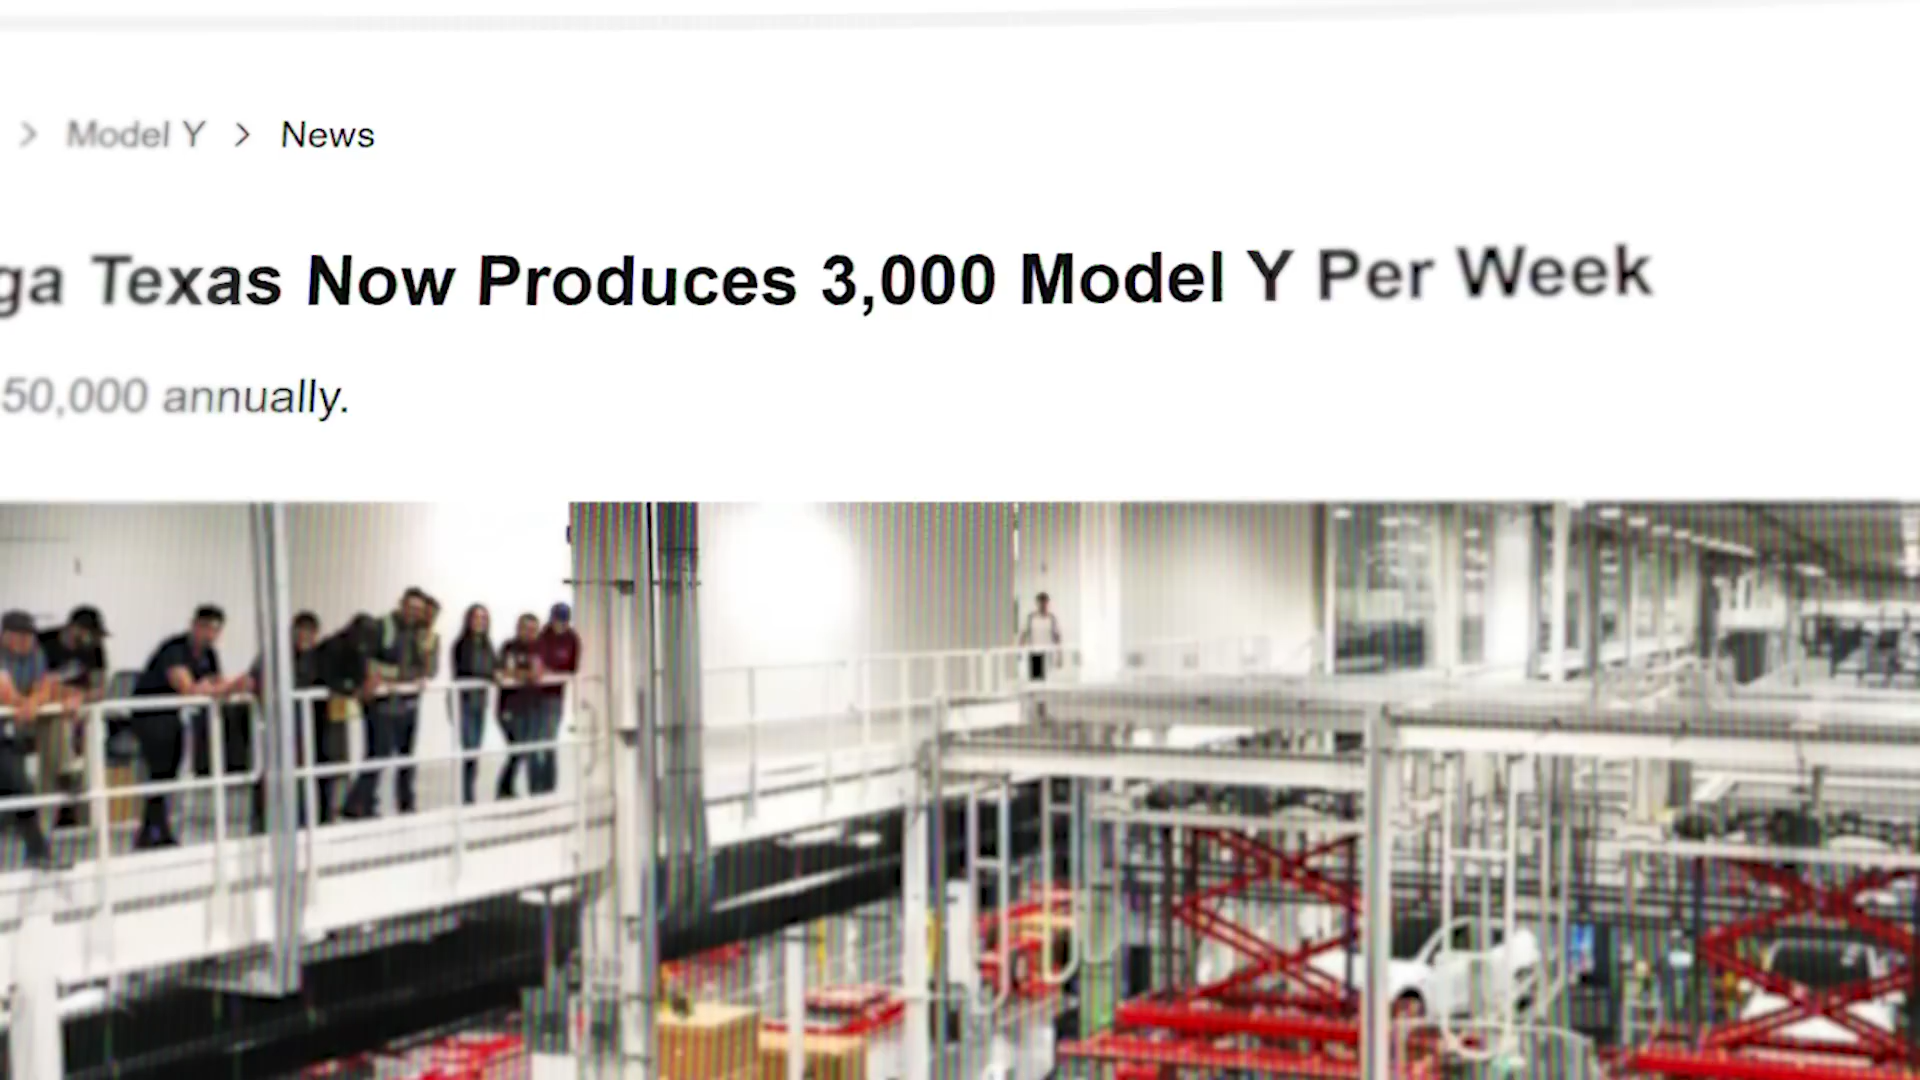 > Model Y > News
ga Texas Now Produces 3,000 Model Y Per Week
50,000 annually.